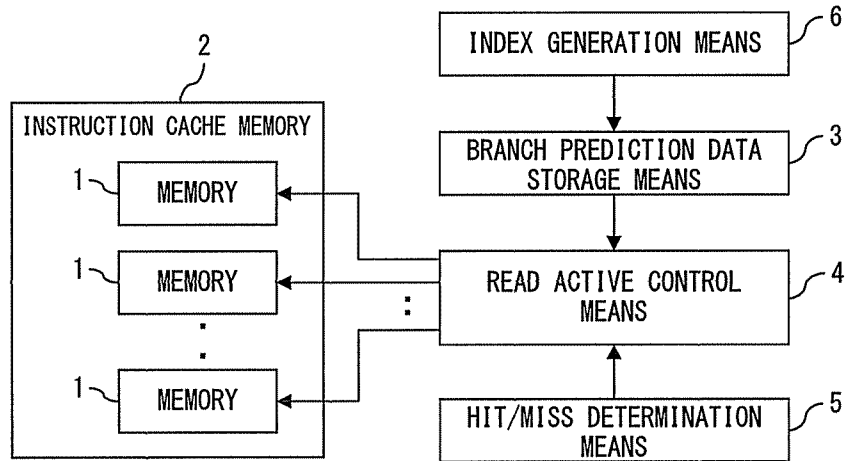 6
INDEX GENERATION MEANS
2
INSTRUCTION CACHE MEMORY
3
BRANCH PREDICTION DATA
STORAGE MEANS
1
MEMORY
1
MEMORY
4
READ ACTIVE CONTROL
MEANS
1
MEMORY
5
HIT/MISS DETERMINATION
MEANS